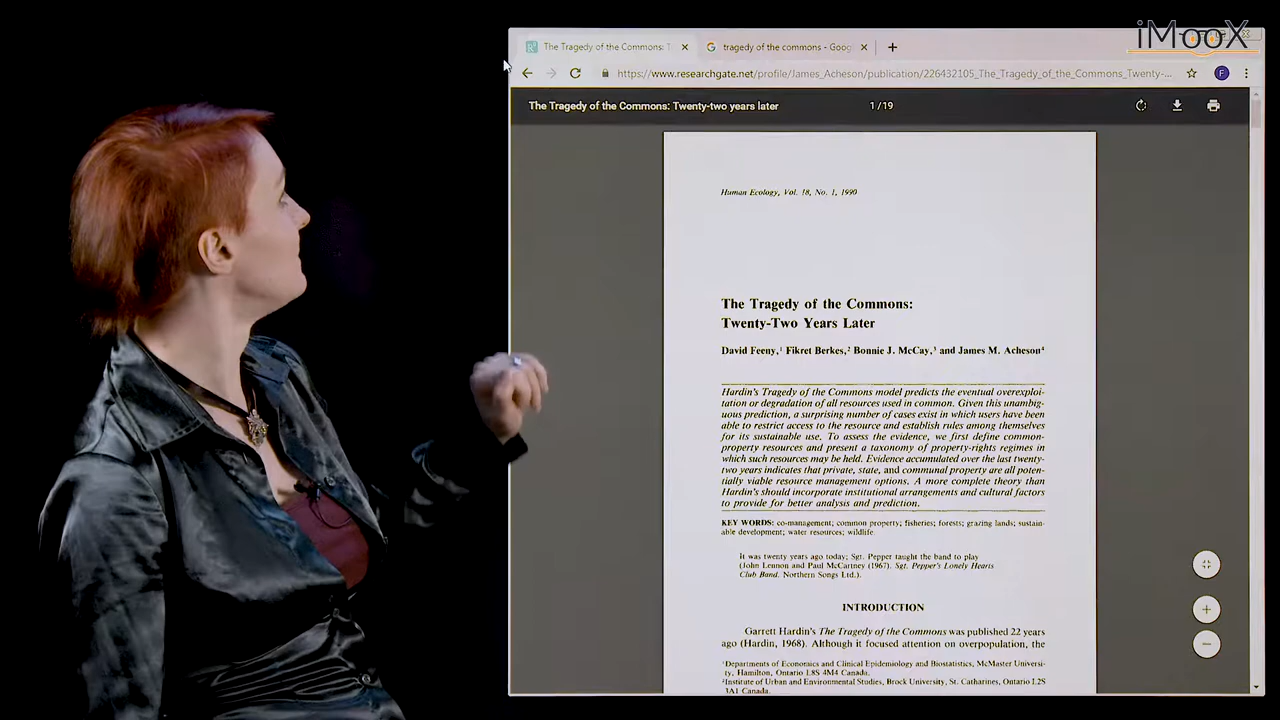 iMooX
The Tragedy of the Commons: T
tragedy of the commons - Goog
https://www.researchgate.net/profile/James_Acheson/publication/226432105_The_Tragedy_of_the_Commons_Twenty-...
F
The Tragedy of the Commons: Twenty-two years later
1 / 19
Human Ecology, Vol. 18, No. 1, 1990
The Tragedy of the Commons:
Twenty-Two Years Later
David Feeny,¹ Fikret Berkes,² Bonnie J. McCay,³ and James M. Acheson⁴
Hardin's Tragedy of the Commons model predicts the eventual overexploi-
tation or degradation of all resources used in common. Given this unambig-
uous prediction, a surprising number of cases exist in which users have been
able to restrict access to the resource and establish rules among themselves
for its sustainable use. To assess the evidence, we first define common-
property resources and present a taxonomy of property-rights regimes in
which such resources may be held. Evidence accumulated over the last twenty-
two years indicates that private, state, and communal property are all poten-
tially viable resource management options. A more complete theory than
Hardin's should incorporate institutional arrangements and cultural factors
to provide for better analysis and prediction.
KEY WORDS: co-management; common property; fisheries; forests; grazing lands; sustain-
able development; water resources; wildlife.
It was twenty years ago today; Sgt. Pepper taught the band to play
(John Lennon and Paul McCartney (1967). Sgt. Pepper's Lonely Hearts
Club Band. Northern Songs Ltd.).
INTRODUCTION
Garrett Hardin's The Tragedy of the Commons was published 22 years
ago (Hardin, 1968). Although it focused attention on overpopulation, the
¹Departments of Economics and Clinical Epidemiology and Biostatistics, McMaster Universi-
ty, Hamilton, Ontario L8S 4M4 Canada.
²Institute of Urban and Environmental Studies, Brock University, St. Catharines, Ontario L2S
3A1 Canada.